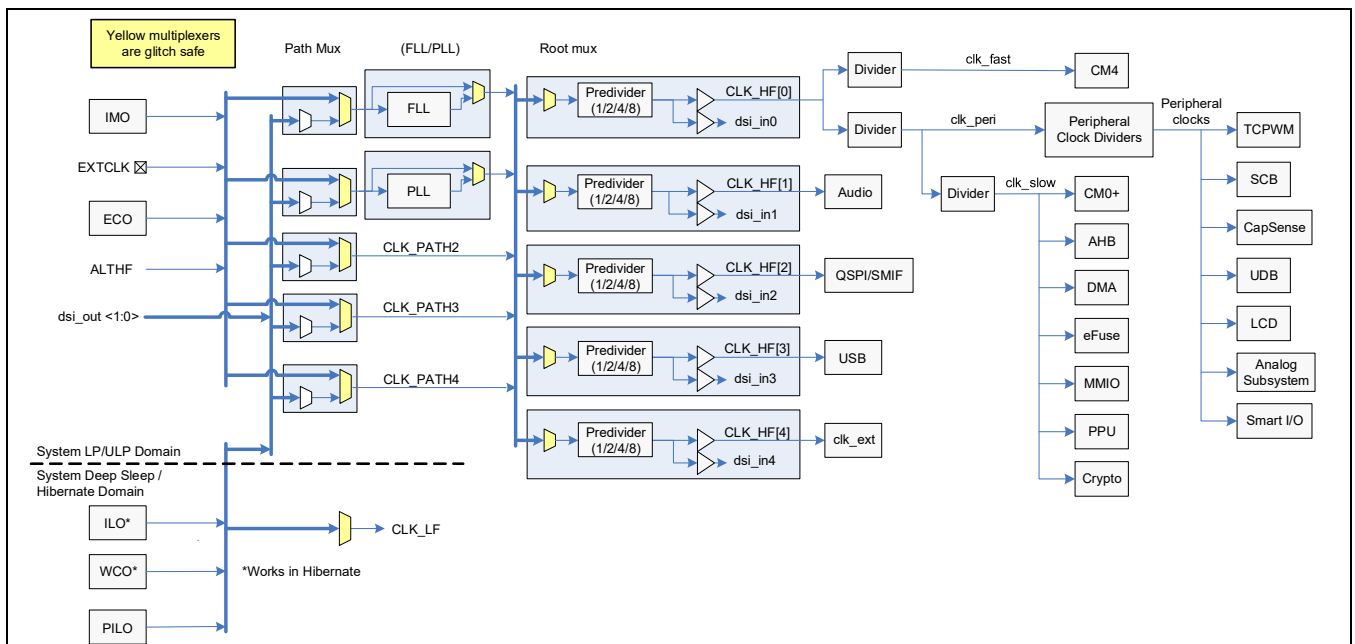 Yellow multiplexers
are glitch safe
Path Mux
(FLL/PLL)
Root mux
IMO
EXTCLK
ECO
ALTHF
dsi_out <1:0>
FLL
PLL
CLK_PATH2
CLK_PATH3
CLK_PATH4
Predivider
(1/2/4/8)
CLK_HF[0]
dsi_in0
Predivider
(1/2/4/8)
CLK_HF[1]
dsi_in1
Predivider
(1/2/4/8)
CLK_HF[2]
dsi_in2
Predivider
(1/2/4/8)
CLK_HF[3]
dsi_in3
Predivider
(1/2/4/8)
CLK_HF[4]
dsi_in4
Divider
clk_fast
CM4
Divider
clk_peri
Peripheral
Clock Dividers
Peripheral
clocks
Audio
QSPI/SMIF
USB
clk_ext
Divider
clk_slow
CM0+
AHB
DMA
eFuse
MMIO
PPU
Crypto
TCPWM
SCB
CapSense
UDB
LCD
Analog
Subsystem
Smart I/O
System LP/ULP Domain
System Deep Sleep /
Hibernate Domain
ILO*
WCO*
PILO
CLK_LF
*Works in Hibernate